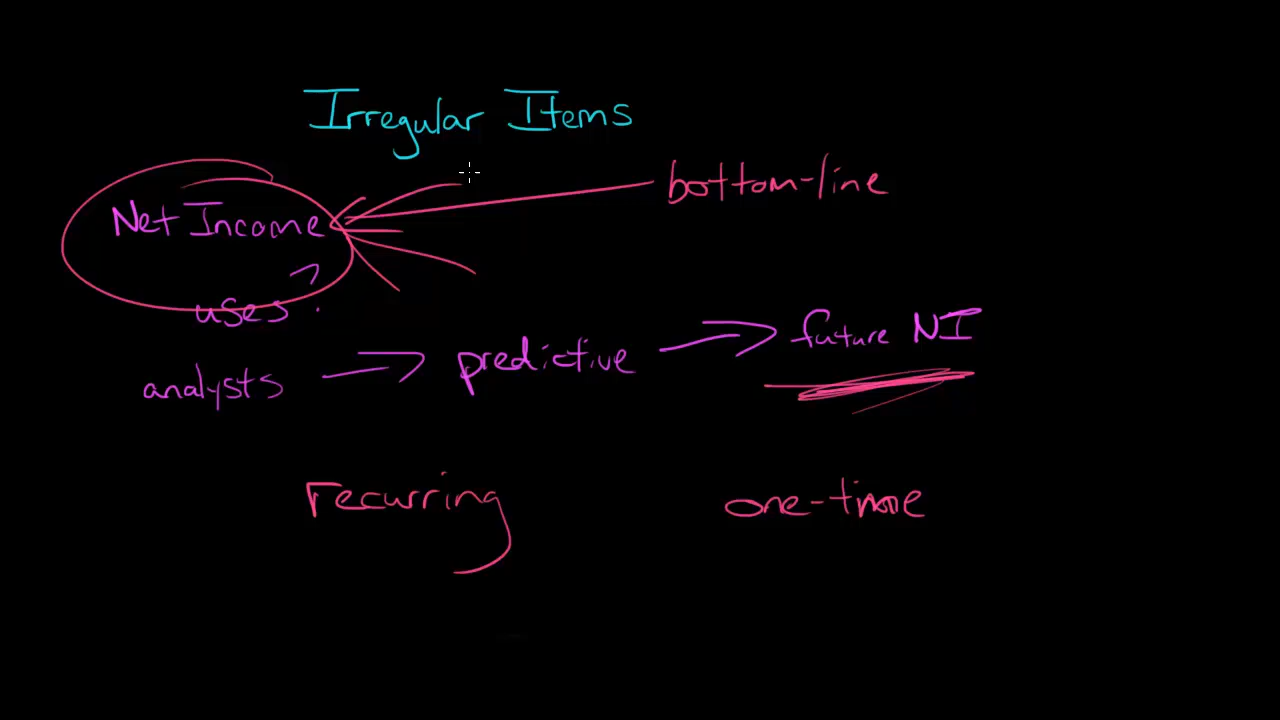 Irregular Items
bottom-line
Net Income
uses?
analysts → predictive → future NI
recurring one-time